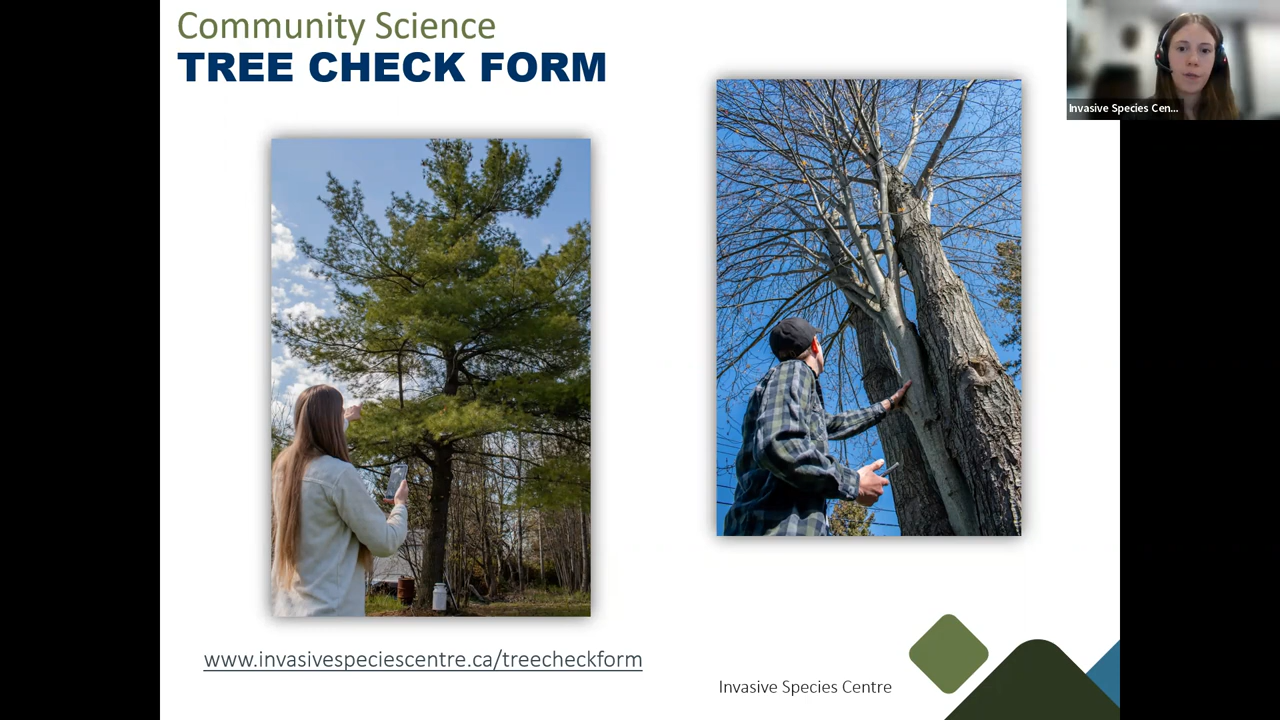 Community Science
TREE CHECK FORM
Invasive Species Cen...
www.invasivespeciescentre.ca/treecheckform
Invasive Species Centre